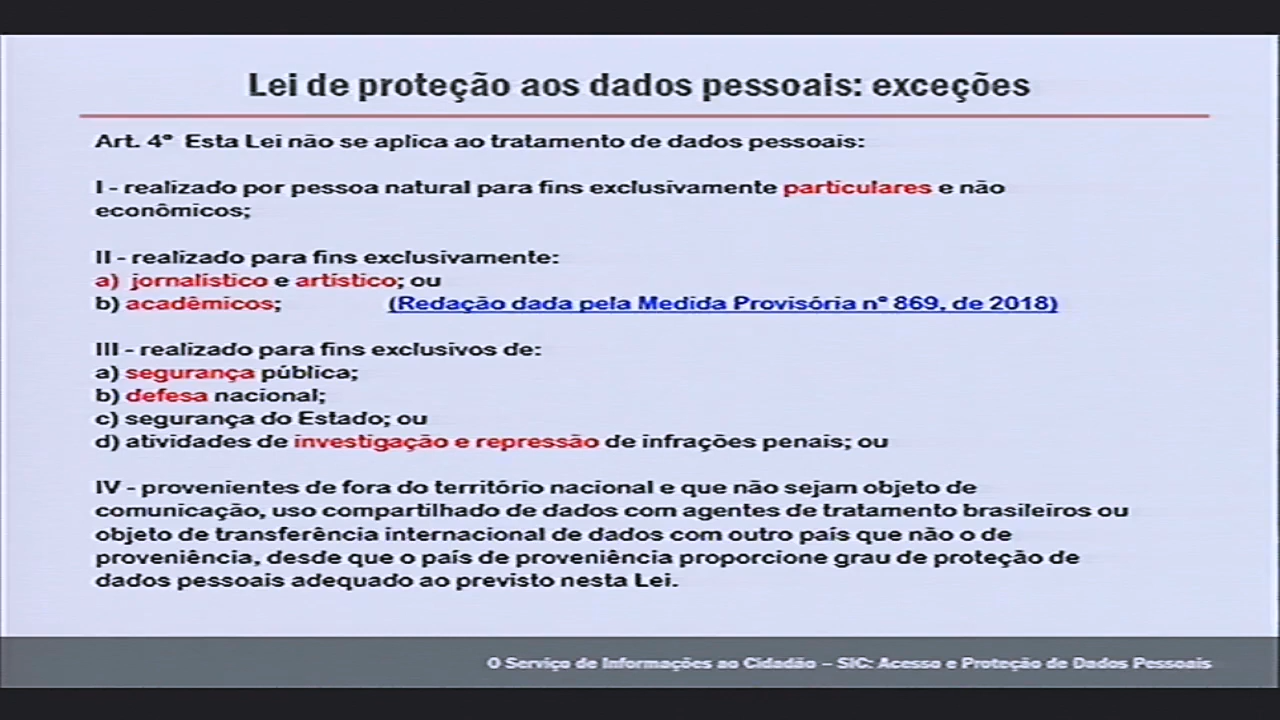 Lei de proteção aos dados pessoais: exceções
Art. 4º Esta Lei não se aplica ao tratamento de dados pessoais:
I - realizado por pessoa natural para fins exclusivamente particulares e não
econômicos;
II - realizado para fins exclusivamente:
a) jornalístico e artístico; ou
b) acadêmicos; (Redação dada pela Medida Provisória nº 869, de 2018)
III - realizado para fins exclusivos de:
a) segurança pública;
b) defesa nacional;
c) segurança do Estado; ou
d) atividades de investigação e repressão de infrações penais; ou
IV - provenientes de fora do território nacional e que não sejam objeto de
comunicação, uso compartilhado de dados com agentes de tratamento brasileiros ou
objeto de transferência internacional de dados com outro país que não o de
proveniência, desde que o país de proveniência proporcione grau de proteção de
dados pessoais adequado ao previsto nesta Lei.
O Serviço de Informações ao Cidadão – SIC: Acesso e Proteção de Dados Pessoais